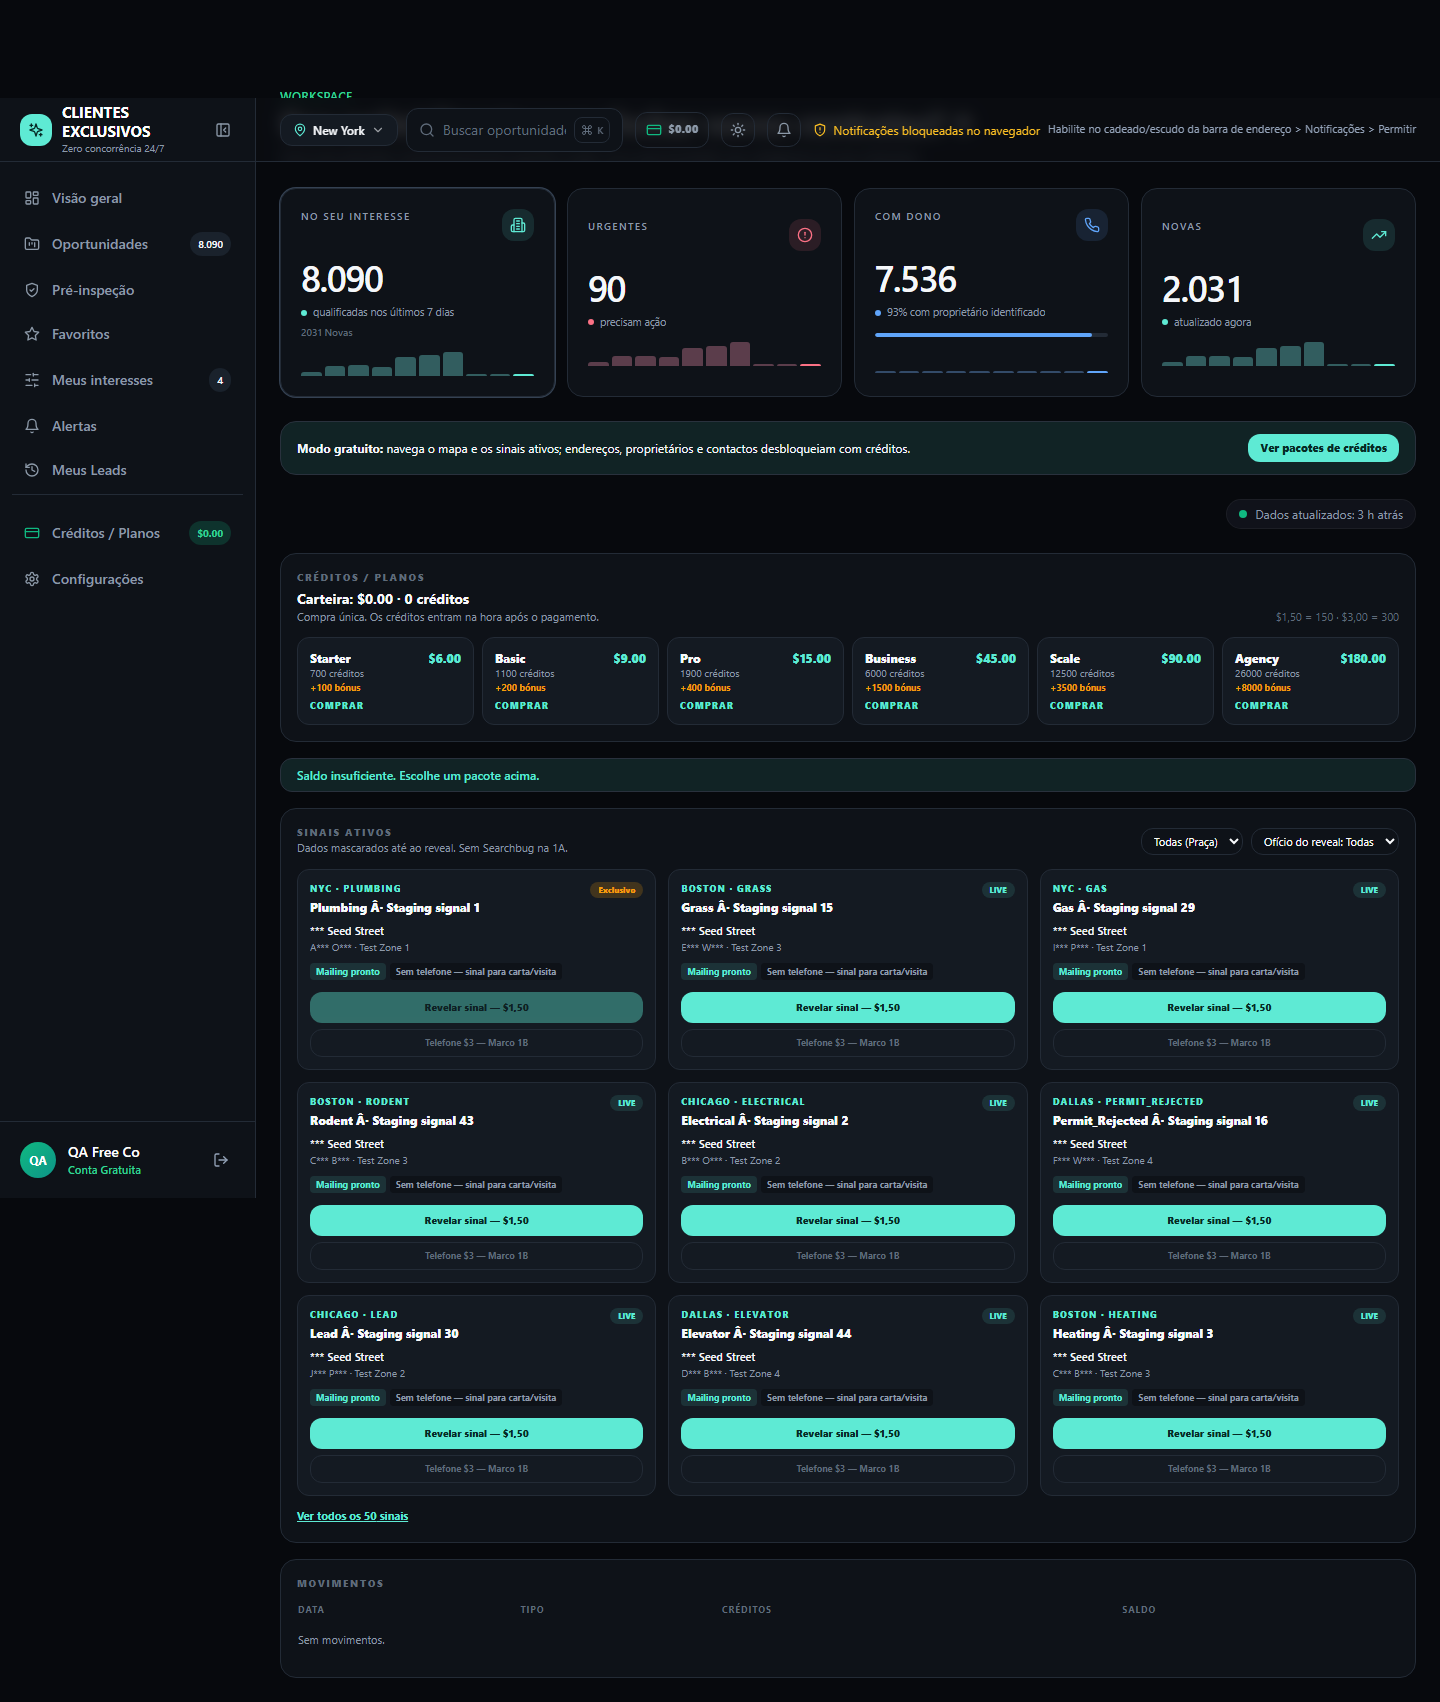 WORKSPACE
CLIENTES
EXCLUSIVOS
Zero concorrência 24/7
New York
Buscar oportunidade
⌘ K
$0.00
Notificações bloqueadas no navegador
Habilite no cadeado/escudo da barra de endereço > Notificações > Permitir
Visão geral
Oportunidades
8.090
Pré-inspeção
Favoritos
Meus interesses
4
Alertas
Meus Leads
Créditos / Planos
$0.00
Configurações
QA
QA Free Co
Conta Gratuita
NO SEU INTERESSE
8.090
qualificadas nos últimos 7 dias
2031 Novas
URGENTES
90
precisam ação
COM DONO
7.536
93% com proprietário identificado
NOVAS
2.031
atualizado agora
Modo gratuito: navega o mapa e os sinais ativos; endereços, proprietários e contactos desbloqueiam com créditos.
Ver pacotes de créditos
Dados atualizados: 3 h atrás
CRÉDITOS / PLANOS
Carteira: $0.00 · 0 créditos
Compra única. Os créditos entram na hora após o pagamento.
$1,50 = 150 · $3,00 = 300
Starter
$6.00
700 créditos
+100 bónus
COMPRAR
Basic
$9.00
1100 créditos
+200 bónus
COMPRAR
Pro
$15.00
1900 créditos
+400 bónus
COMPRAR
Business
$45.00
6000 créditos
+1500 bónus
COMPRAR
Scale
$90.00
12500 créditos
+3500 bónus
COMPRAR
Agency
$180.00
26000 créditos
+8000 bónus
COMPRAR
Saldo insuficiente. Escolhe um pacote acima.
SINAIS ATIVOS
Dados mascarados até ao reveal. Sem Searchbug na 1A.
Todas (Praça)
Ofício do reveal: Todas
NYC · PLUMBING
Exclusivo
Plumbing Â· Staging signal 1
*** Seed Street
A*** O*** · Test Zone 1
Mailing pronto
Sem telefone — sinal para carta/visita
Revelar sinal — $1,50
Telefone $3 — Marco 1B
BOSTON · GRASS
LIVE
Grass Â· Staging signal 15
*** Seed Street
E*** W*** · Test Zone 3
Mailing pronto
Sem telefone — sinal para carta/visita
Revelar sinal — $1,50
Telefone $3 — Marco 1B
NYC · GAS
LIVE
Gas Â· Staging signal 29
*** Seed Street
I*** P*** · Test Zone 1
Mailing pronto
Sem telefone — sinal para carta/visita
Revelar sinal — $1,50
Telefone $3 — Marco 1B
BOSTON · RODENT
LIVE
Rodent Â· Staging signal 43
*** Seed Street
C*** B*** · Test Zone 3
Mailing pronto
Sem telefone — sinal para carta/visita
Revelar sinal — $1,50
Telefone $3 — Marco 1B
CHICAGO · ELECTRICAL
LIVE
Electrical Â· Staging signal 2
*** Seed Street
B*** O*** · Test Zone 2
Mailing pronto
Sem telefone — sinal para carta/visita
Revelar sinal — $1,50
Telefone $3 — Marco 1B
DALLAS · PERMIT_REJECTED
LIVE
Permit_Rejected Â· Staging signal 16
*** Seed Street
F*** W*** · Test Zone 4
Mailing pronto
Sem telefone — sinal para carta/visita
Revelar sinal — $1,50
Telefone $3 — Marco 1B
CHICAGO · LEAD
LIVE
Lead Â· Staging signal 30
*** Seed Street
J*** P*** · Test Zone 2
Mailing pronto
Sem telefone — sinal para carta/visita
Revelar sinal — $1,50
Telefone $3 — Marco 1B
DALLAS · ELEVATOR
LIVE
Elevator Â· Staging signal 44
*** Seed Street
D*** B*** · Test Zone 4
Mailing pronto
Sem telefone — sinal para carta/visita
Revelar sinal — $1,50
Telefone $3 — Marco 1B
BOSTON · HEATING
LIVE
Heating Â· Staging signal 3
*** Seed Street
C*** B*** · Test Zone 3
Mailing pronto
Sem telefone — sinal para carta/visita
Revelar sinal — $1,50
Telefone $3 — Marco 1B
Ver todos os 50 sinais
MOVIMENTOS
DATA
TIPO
CRÉDITOS
SALDO
Sem movimentos.